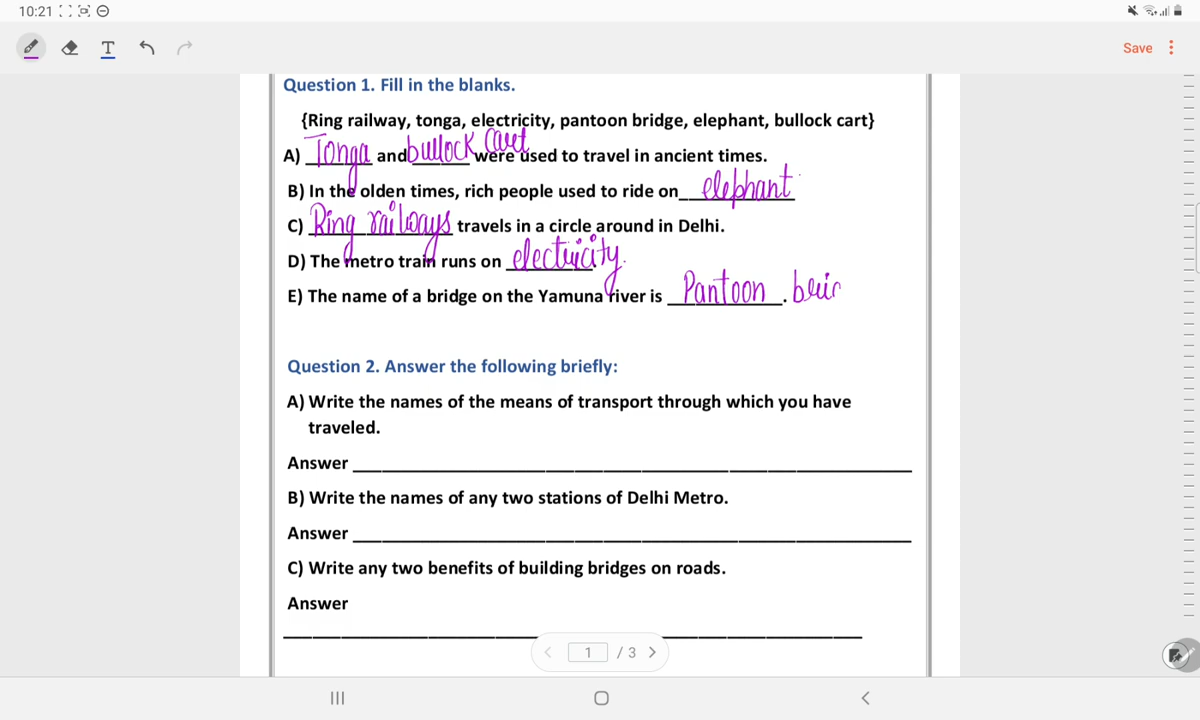 10:21
T
Save
Question 1. Fill in the blanks.
{Ring railway, tonga, electricity, pantoon bridge, elephant, bullock cart}
A) Tonga and bullock cart were used to travel in ancient times.
B) In the olden times, rich people used to ride on elephant
C) Ring railways travels in a circle around in Delhi.
D) The metro train runs on electricity.
E) The name of a bridge on the Yamuna river is Pantoon.
Question 2. Answer the following briefly:
A) Write the names of the means of transport through which you have
traveled.
Answer
B) Write the names of any two stations of Delhi Metro.
Answer
C) Write any two benefits of building bridges on roads.
Answer
1 / 3